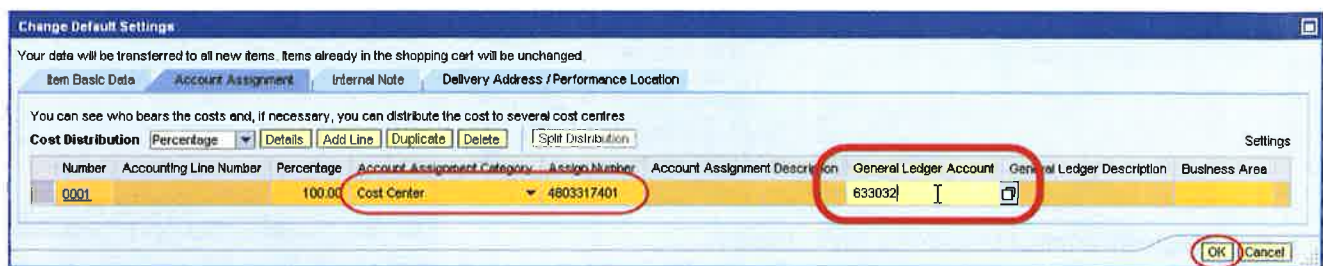 Change Default Settings
Your data will be transferred to all new items. Items already in the shopping cart will be unchanged.
Item Basic Data Account Assignment Internal Note Delivery Address / Performance Location
You can see who bears the costs and, if necessary, you can distribute the cost to several cost centres
Cost Distribution Percentage Details Add Line Duplicate Delete Split Distribution Settings
Number Accounting Line Number Percentage Account Assignment Category Assign Number Account Assignment Description General Ledger Account General Ledger Description Business Area
0001 100.00 Cost Center 4803317401 633032
OK Cancel